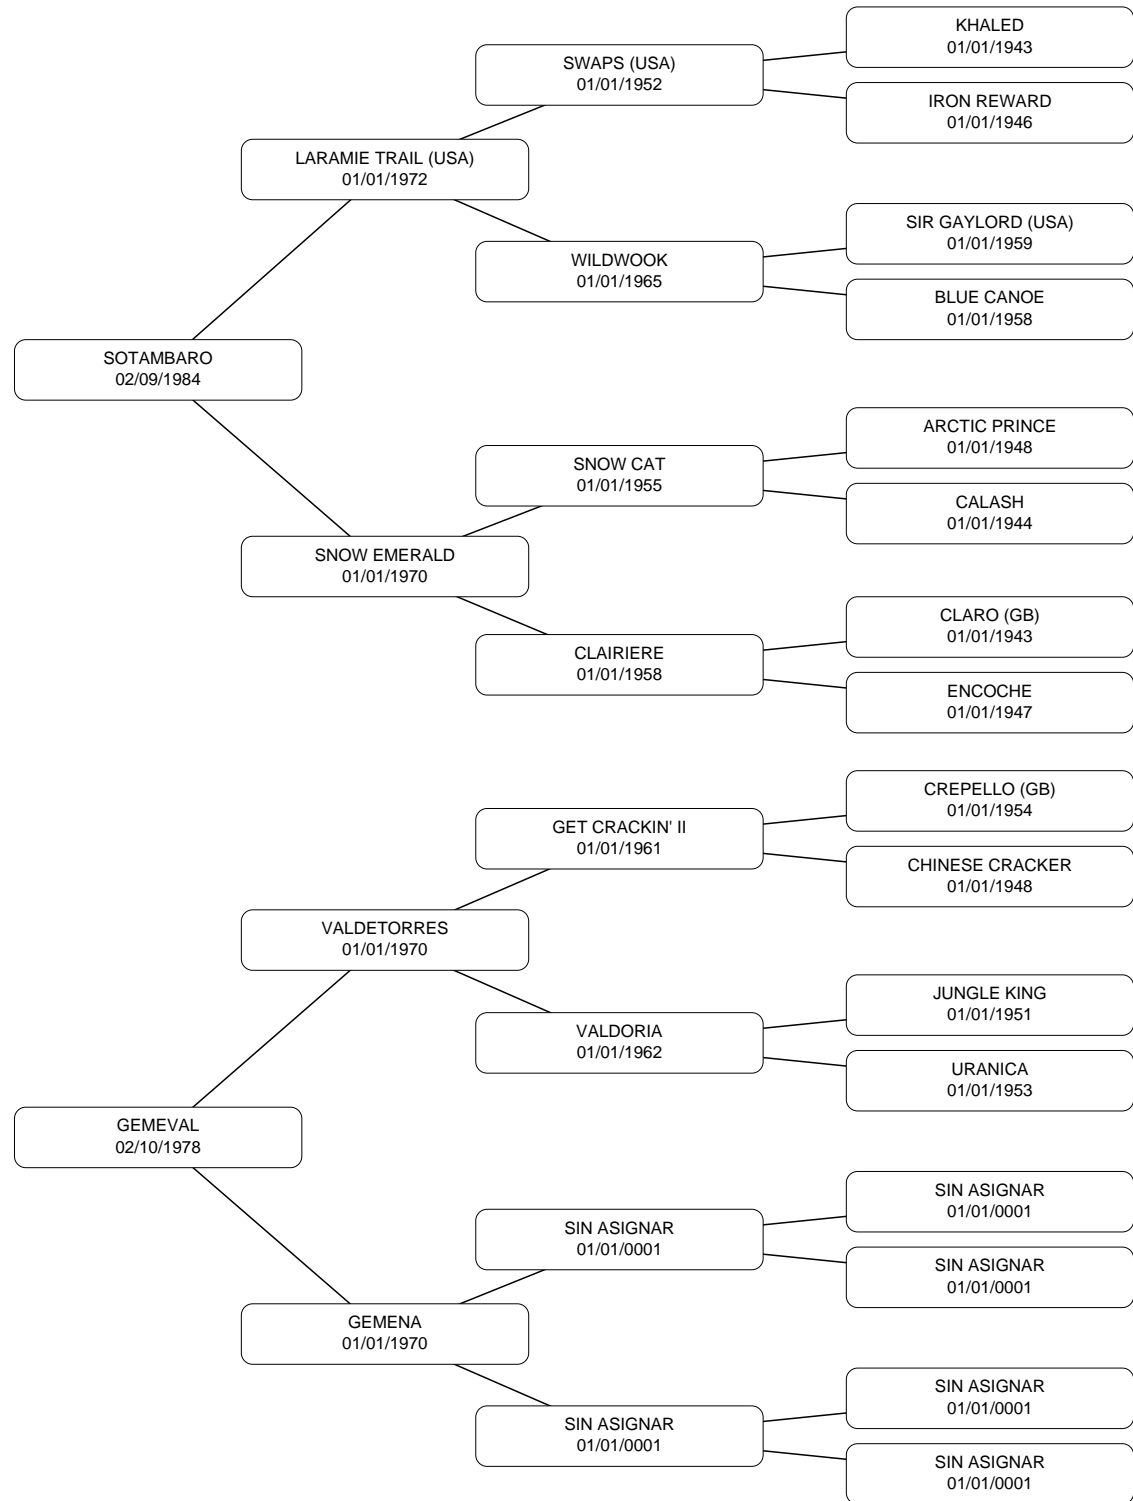 KHALED
01/01/1943
SWAPS (USA)
01/01/1952
IRON REWARD
01/01/1946
LARAMIE TRAIL (USA)
01/01/1972
SIR GAYLORD (USA)
01/01/1959
WILDWOOK
01/01/1965
BLUE CANOE
01/01/1958
SOTAMBARO
02/09/1984
ARCTIC PRINCE
01/01/1948
SNOW CAT
01/01/1955
CALASH
01/01/1944
SNOW EMERALD
01/01/1970
CLARO (GB)
01/01/1943
CLAIRIERE
01/01/1958
ENCOCHE
01/01/1947
CREPELLO (GB)
01/01/1954
GET CRACKIN' II
01/01/1961
CHINESE CRACKER
01/01/1948
VALDETORRES
01/01/1970
JUNGLE KING
01/01/1951
VALDORIA
01/01/1962
URANICA
01/01/1953
GEMEVAL
02/10/1978
SIN ASIGNAR
01/01/0001
SIN ASIGNAR
01/01/0001
SIN ASIGNAR
01/01/0001
GEMENA
01/01/1970
SIN ASIGNAR
01/01/0001
SIN ASIGNAR
01/01/0001
SIN ASIGNAR
01/01/0001